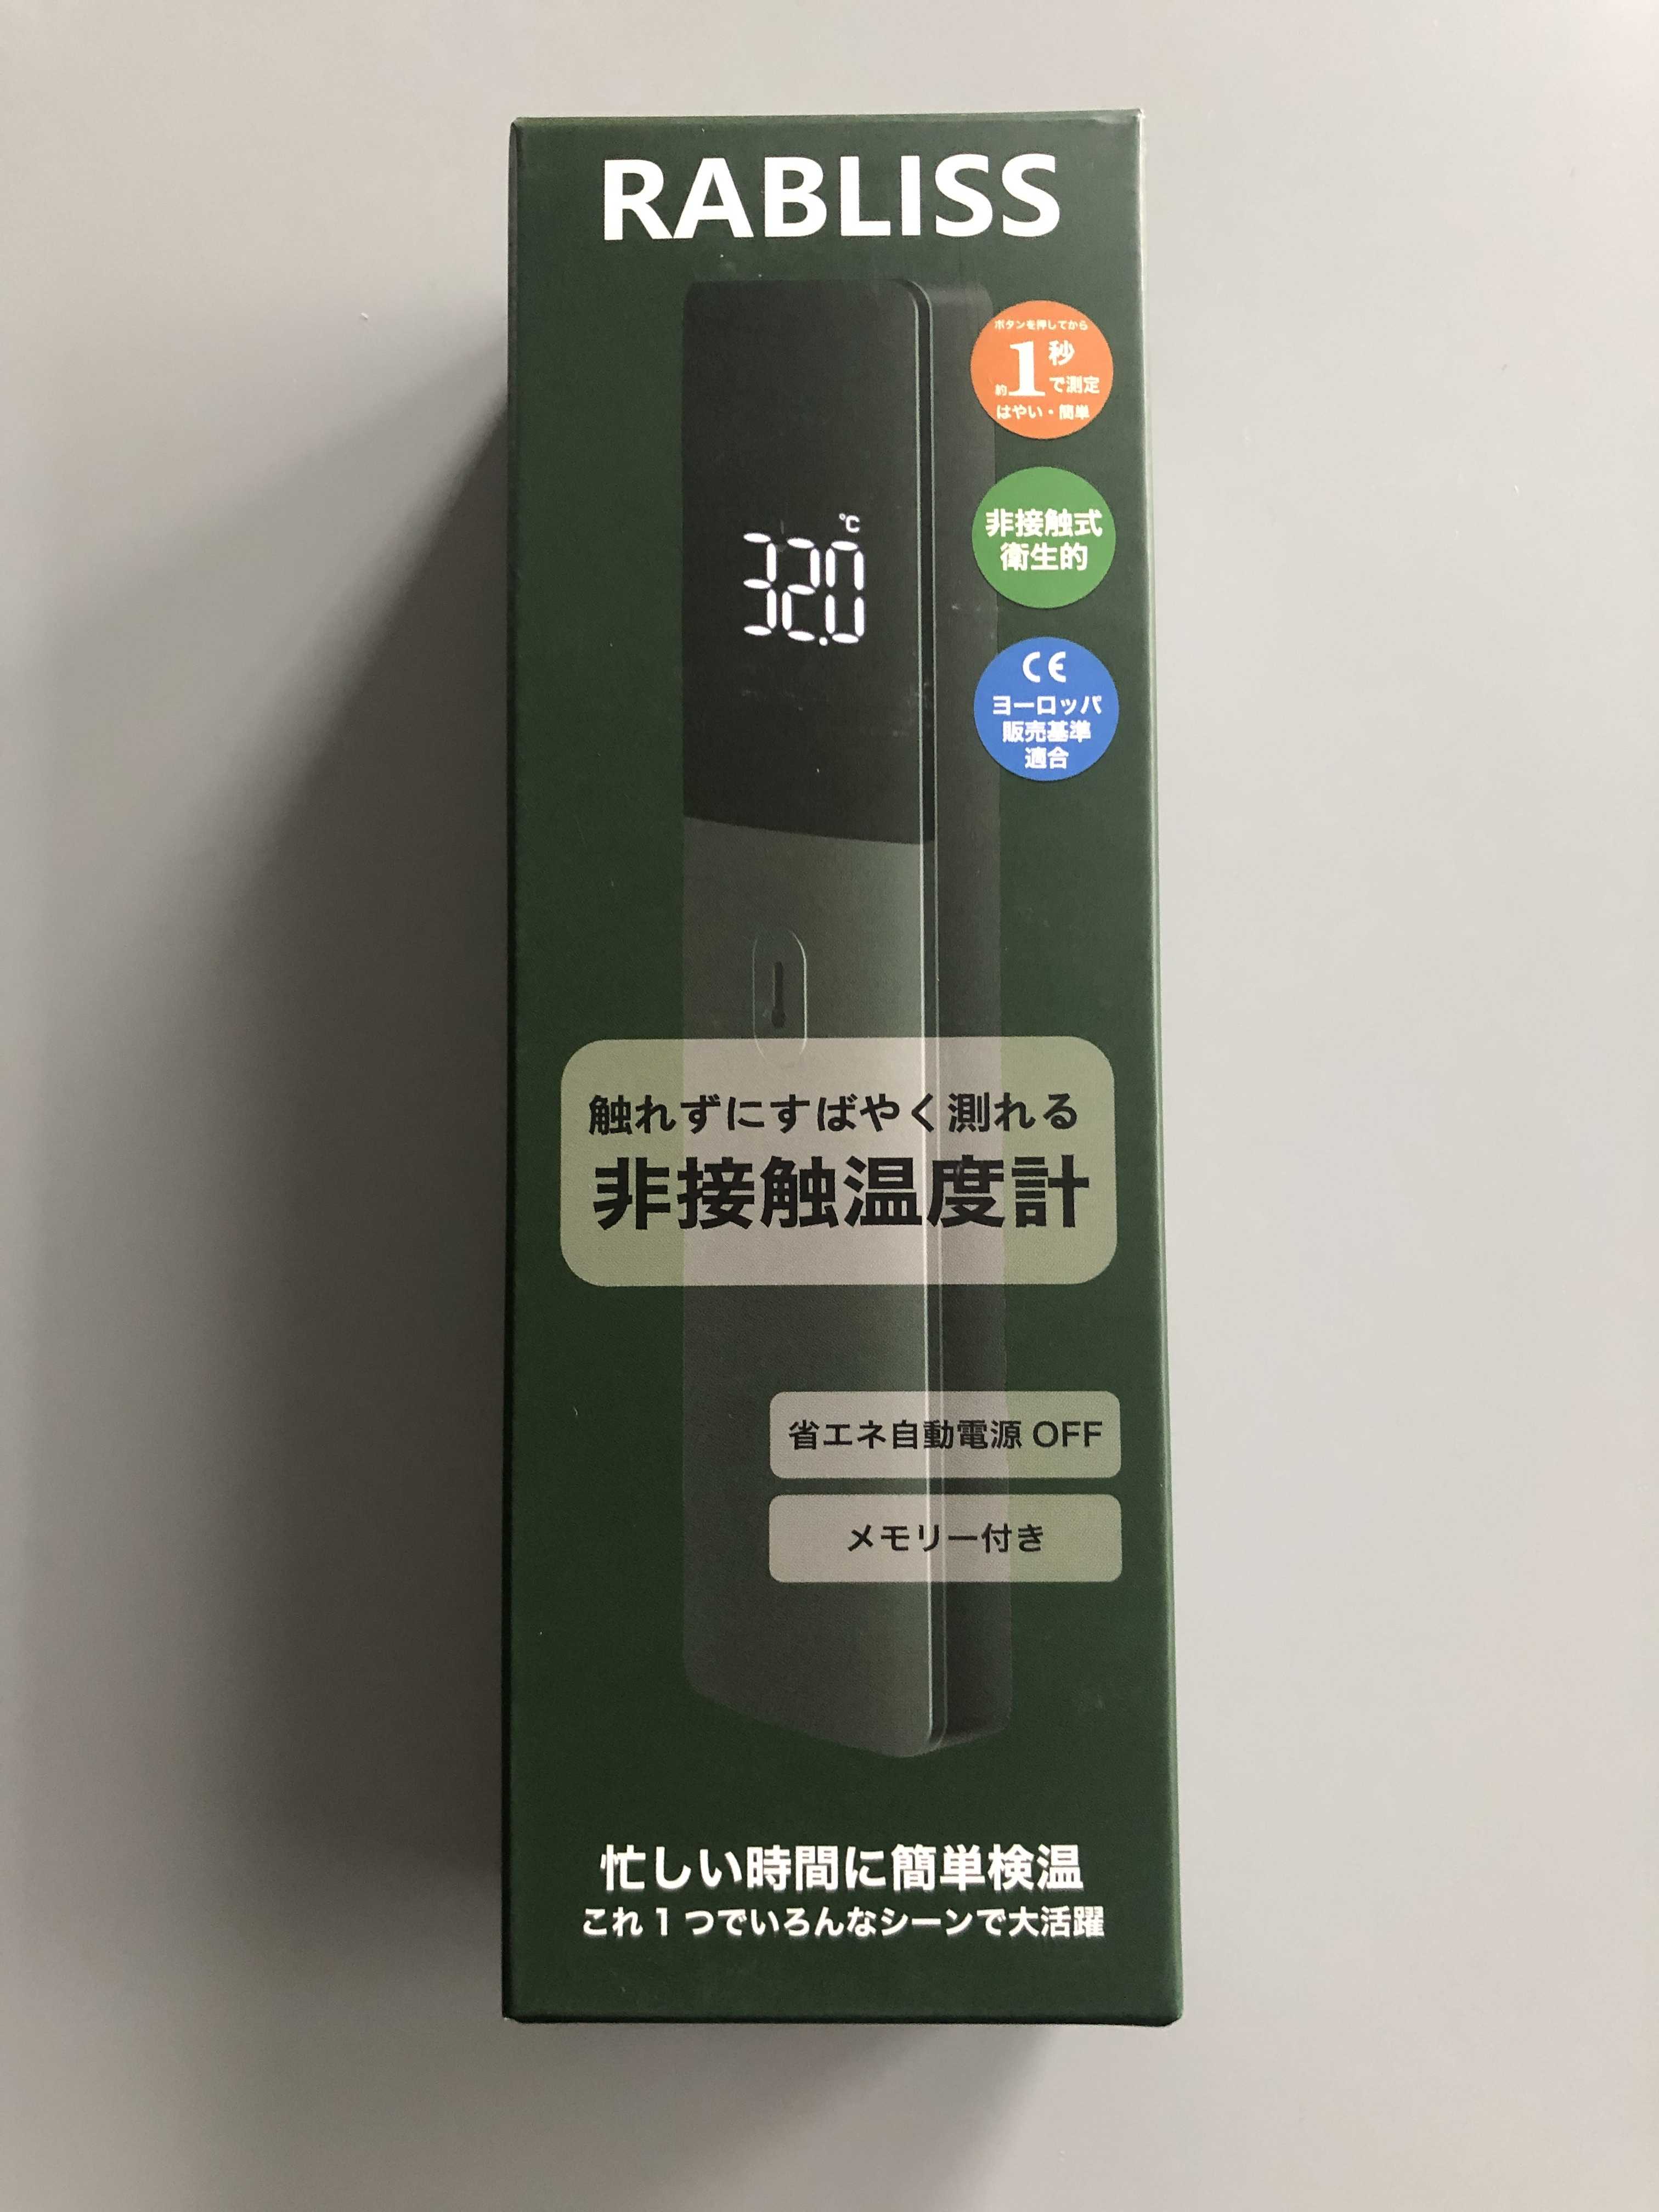 RABLISS
ボタンを押してから
約1秒で測定
はやい・簡単
℃
32.0
非接触式
衛生的
CE
ヨーロッパ
販売基準
適合
触れずにすばやく測れる
非接触温度計
省エネ自動電源 OFF
メモリー付き
忙しい時間に簡単検温
これ 1 つでいろんなシーンで大活躍